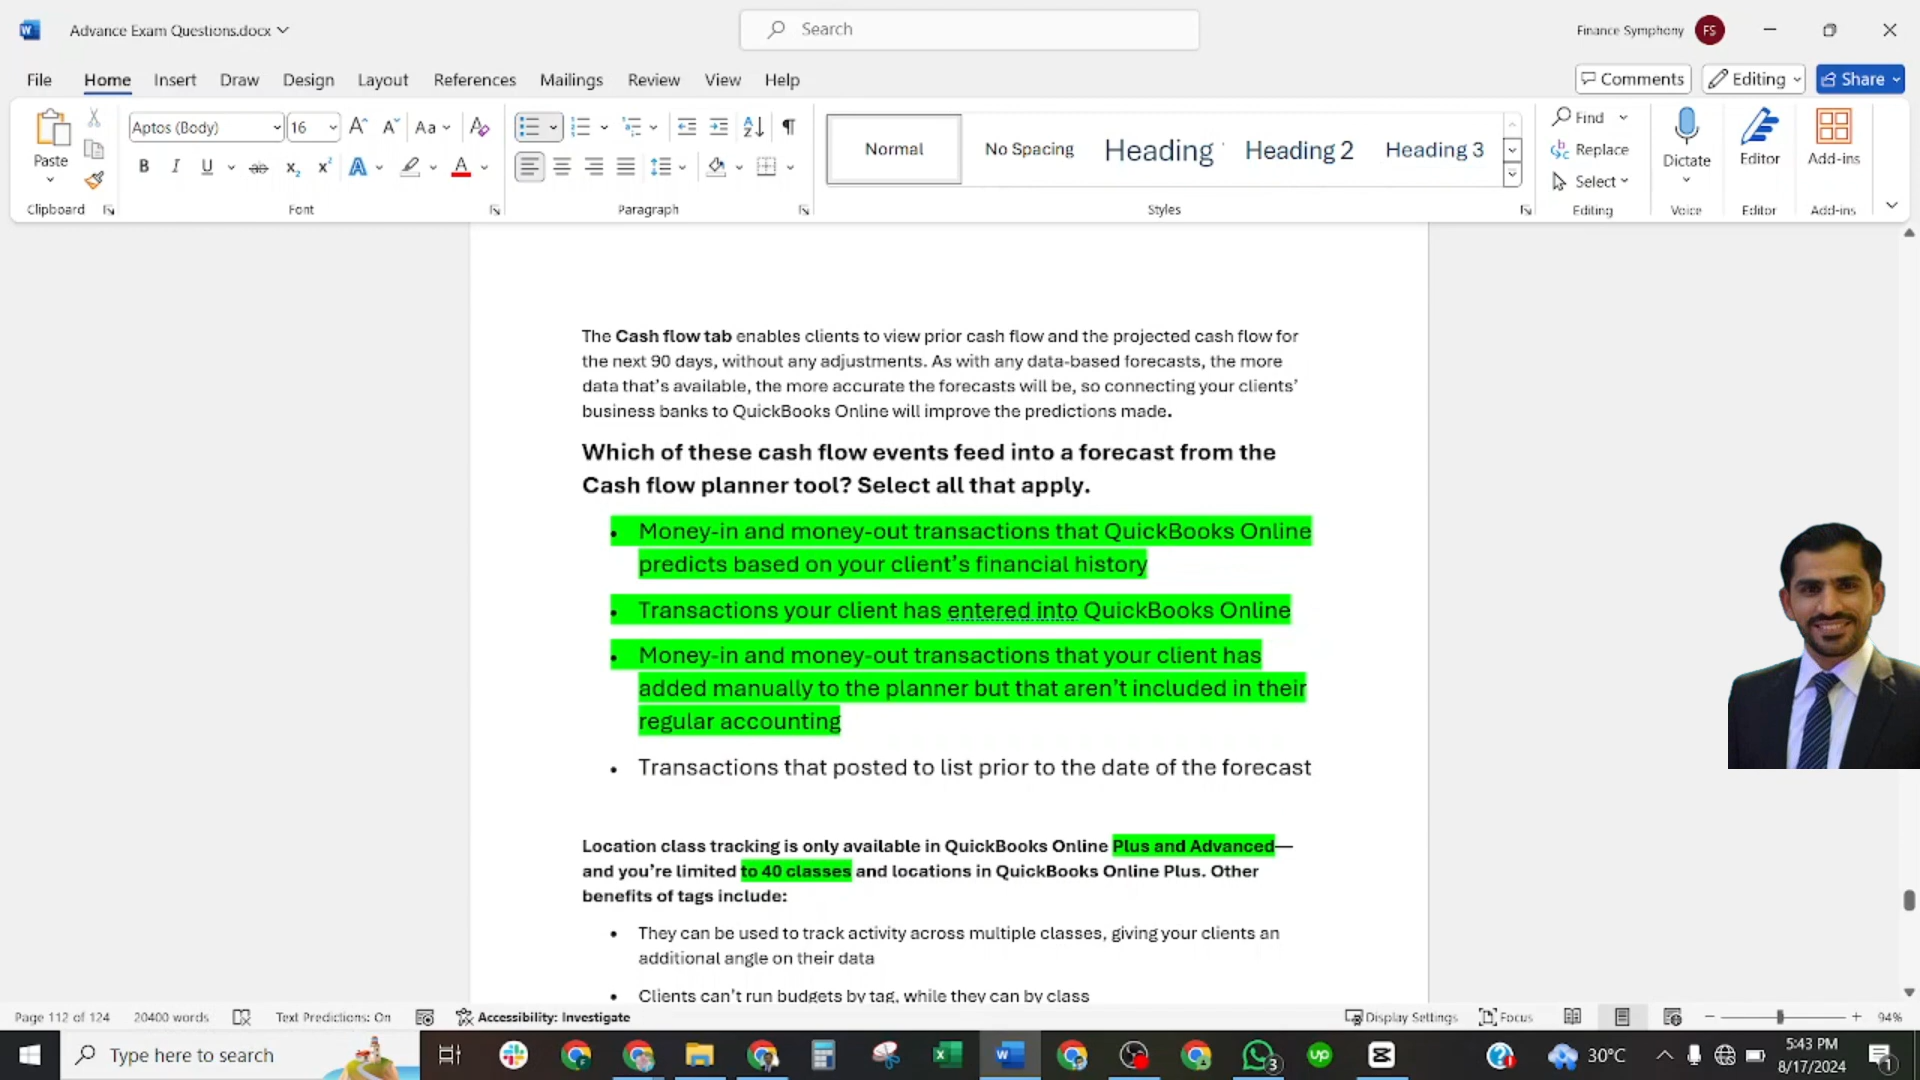 Advance Exam Questions.docx
Search
Finance Symphony FS
File Home Insert Draw Design Layout References Mailings Review View Help
Comments Editing Share
Paste
Clipboard
Aptos (Body) 16
Font
Paragraph
Normal No Spacing Heading 1 Heading 2 Heading 3
Styles
Find
Replace
Select
Editing
Dictate
Voice
Editor
Editor
Add-ins
Add-ins
The Cash flow tab enables clients to view prior cash flow and the projected cash flow for
the next 90 days, without any adjustments. As with any data-based forecasts, the more
data that's available, the more accurate the forecasts will be, so connecting your clients'
business banks to QuickBooks Online will improve the predictions made.
Which of these cash flow events feed into a forecast from the
Cash flow planner tool? Select all that apply.
• Money-in and money-out transactions that QuickBooks Online
predicts based on your client's financial history
• Transactions your client has entered into QuickBooks Online
• Money-in and money-out transactions that your client has
added manually to the planner but that aren't included in their
regular accounting
• Transactions that posted to list prior to the date of the forecast
Location class tracking is only available in QuickBooks Online Plus and Advanced—
and you're limited to 40 classes and locations in QuickBooks Online Plus. Other
benefits of tags include:
• They can be used to track activity across multiple classes, giving your clients an
additional angle on their data
• Clients can't run budgets by tag, while they can by class
Page 112 of 124 20400 words Text Predictions: On Accessibility: Investigate Display Settings Focus 94%
Type here to search
30°C
5:43 PM
8/17/2024